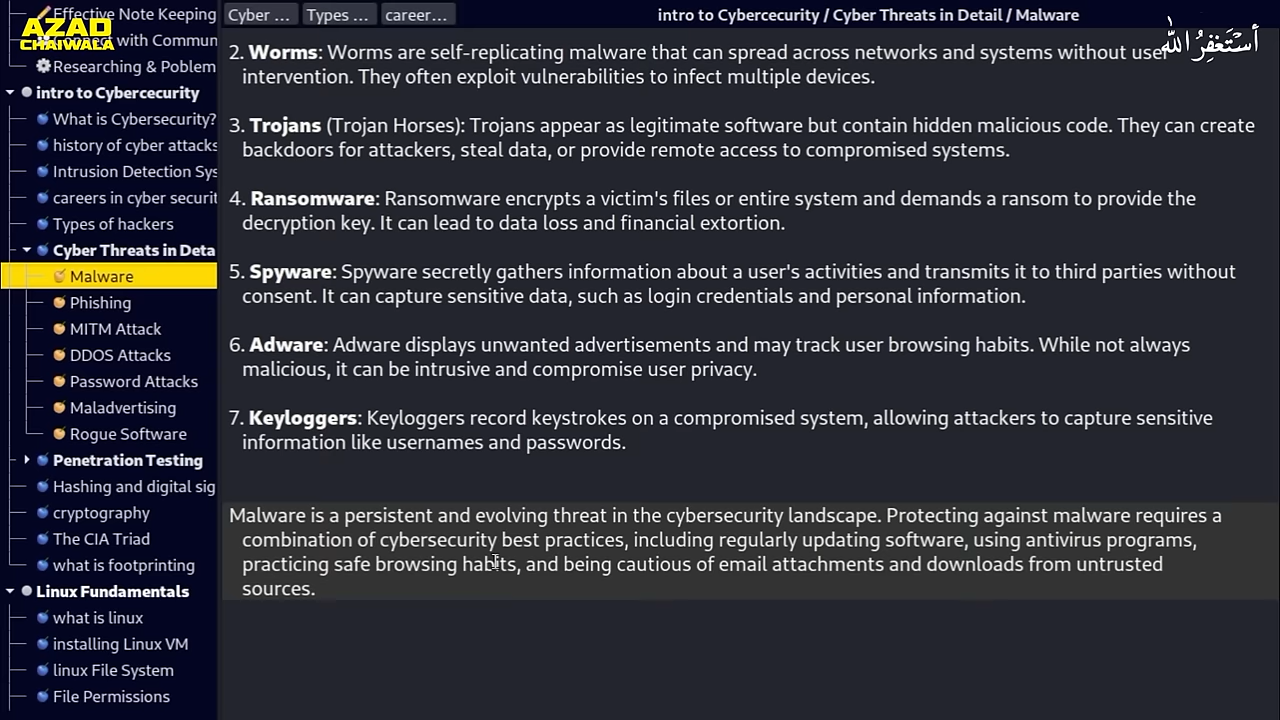 Effective Note Keeping
AZAD
CHAIWALA
nnect with Commun
Researching & Poblem
intro to Cybercecurity
What is Cybersecurity?
history of cyber attacks
Intrusion Detection Sys
careers in cyber securit
Types of hackers
Cyber Threats in Deta
Malware
Phishing
MITM Attack
DDOS Attacks
Password Attacks
Maladvertising
Rogue Software
Penetration Testing
Hashing and digital sig
cryptography
The CIA Triad
what is footprinting
Linux Fundamentals
what is linux
installing Linux VM
linux File System
File Permissions
Cyber ...
Types ...
career...
intro to Cybercecurity / Cyber Threats in Detail / Malware
أستغفر الله
2. Worms: Worms are self-replicating malware that can spread across networks and systems without user
intervention. They often exploit vulnerabilities to infect multiple devices.
3. Trojans (Trojan Horses): Trojans appear as legitimate software but contain hidden malicious code. They can create
backdoors for attackers, steal data, or provide remote access to compromised systems.
4. Ransomware: Ransomware encrypts a victim's files or entire system and demands a ransom to provide the
decryption key. It can lead to data loss and financial extortion.
5. Spyware: Spyware secretly gathers information about a user's activities and transmits it to third parties without
consent. It can capture sensitive data, such as login credentials and personal information.
6. Adware: Adware displays unwanted advertisements and may track user browsing habits. While not always
malicious, it can be intrusive and compromise user privacy.
7. Keyloggers: Keyloggers record keystrokes on a compromised system, allowing attackers to capture sensitive
information like usernames and passwords.
Malware is a persistent and evolving threat in the cybersecurity landscape. Protecting against malware requires a
combination of cybersecurity best practices, including regularly updating software, using antivirus programs,
practicing safe browsing habits, and being cautious of email attachments and downloads from untrusted
sources.